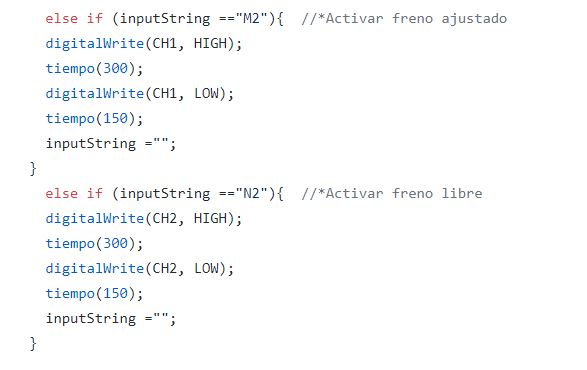 else if (inputString =="M2"){  //*Activar freno ajustado
digitalWrite(CH1, HIGH);
tiempo(300);
digitalWrite(CH1, LOW);
tiempo(150);
inputString ="";
}
else if (inputString =="N2"){  //*Activar freno libre
digitalWrite(CH2, HIGH);
tiempo(300);
digitalWrite(CH2, LOW);
tiempo(150);
inputString ="";
}